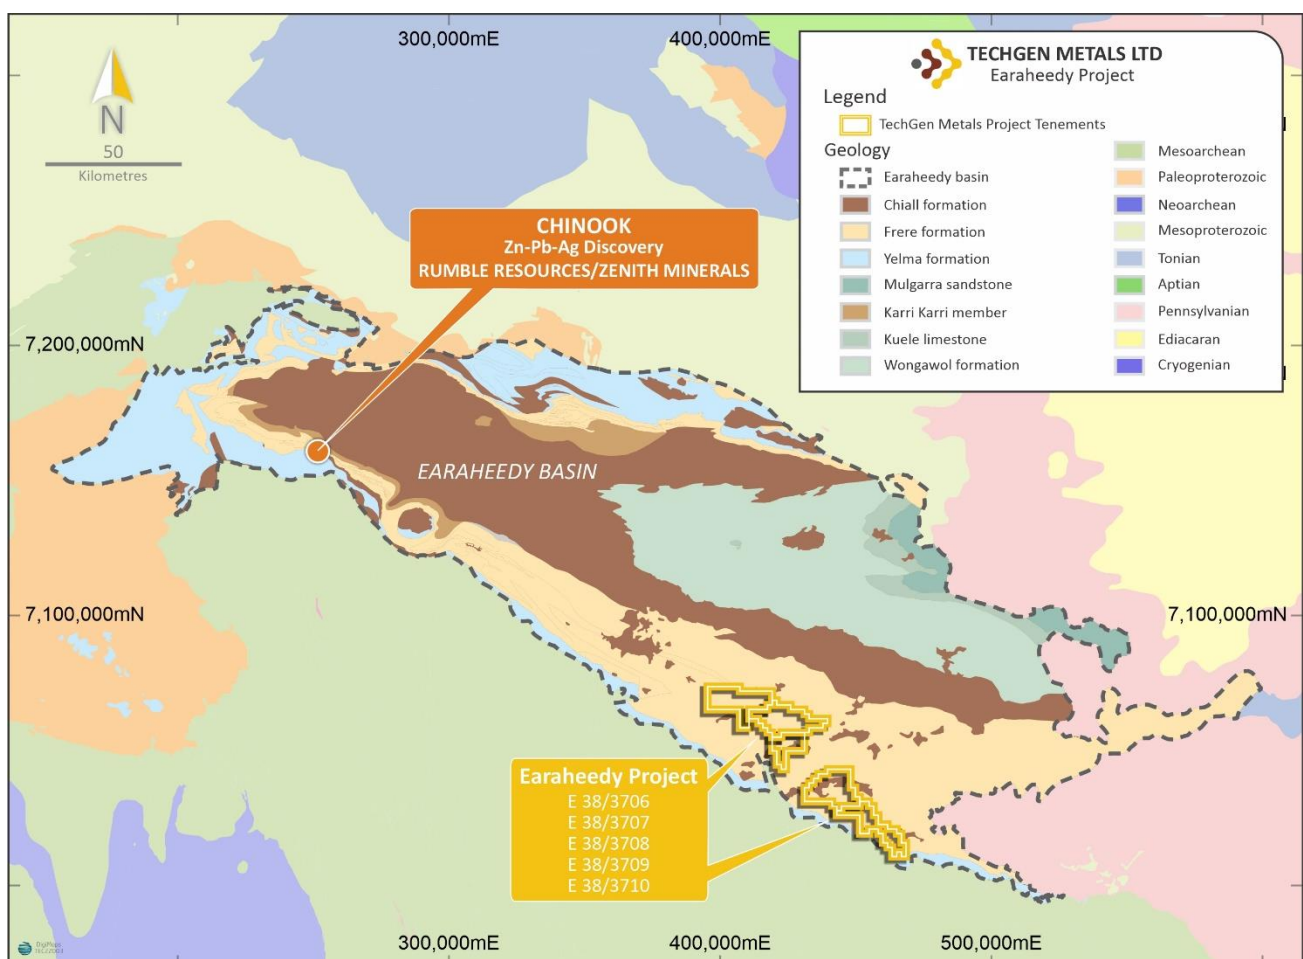 300,000mE
400,000mE
N
50
Kilometres
TECHGEN METALS LTD
Earaheedy Project
Legend
TechGen Metals Project Tenements
Geology
Earaheedy basin
Chiall formation
Frere formation
Yelma formation
Mulgarra sandstone
Karri Karri member
Kuele limestone
Wongawol formation
Mesoarchean
Paleoproterozoic
Neoarchean
Mesoproterozoic
Tonian
Aptian
Pennsylvanian
Ediacaran
Cryogenian
CHINOOK
Zn-Pb-Ag Discovery
RUMBLE RESOURCES/ZENITH MINERALS
7,200,000mN
EARAHEEDY BASIN
7,100,000mN
7,100,000mN
Earaheedy Project
E 38/3706
E 38/3707
E 38/3708
E 38/3709
E 38/3710
300,000mE
400,000mE
500,000mE
DigiMaps